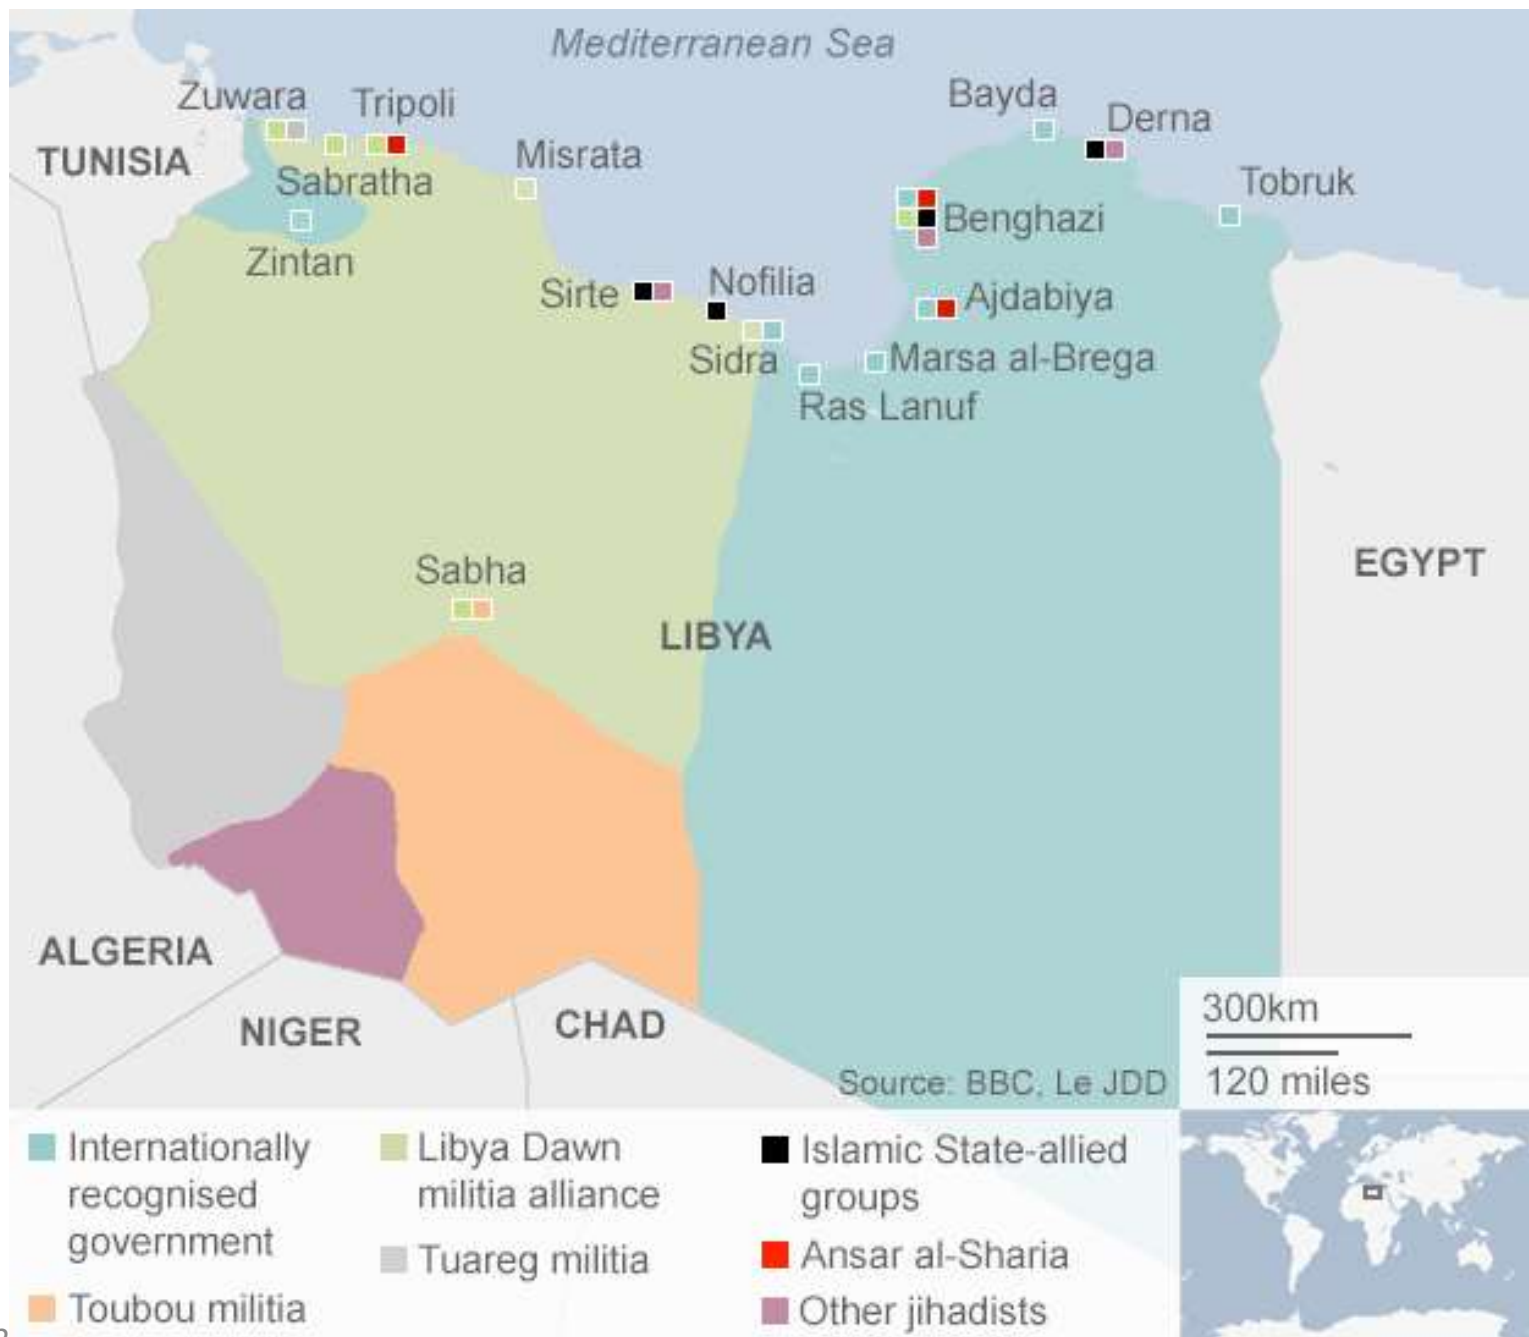 Mediterranean Sea
Zuwara
Tripoli
Bayda
Derna
TUNISIA
Misrata
Sabratha
Tobruk
Benghazi
Zintan
Sirte
Nofilia
Ajdabiya
Sidra
Marsa al-Brega
Ras Lanuf
Sabha
EGYPT
LIBYA
ALGERIA
NIGER
CHAD
300km
120 miles
Source: BBC, Le JDD
Internationally
recognised
government
Toubou militia
Libya Dawn
militia alliance
Tuareg militia
Islamic State-allied
groups
Ansar al-Sharia
Other jihadists